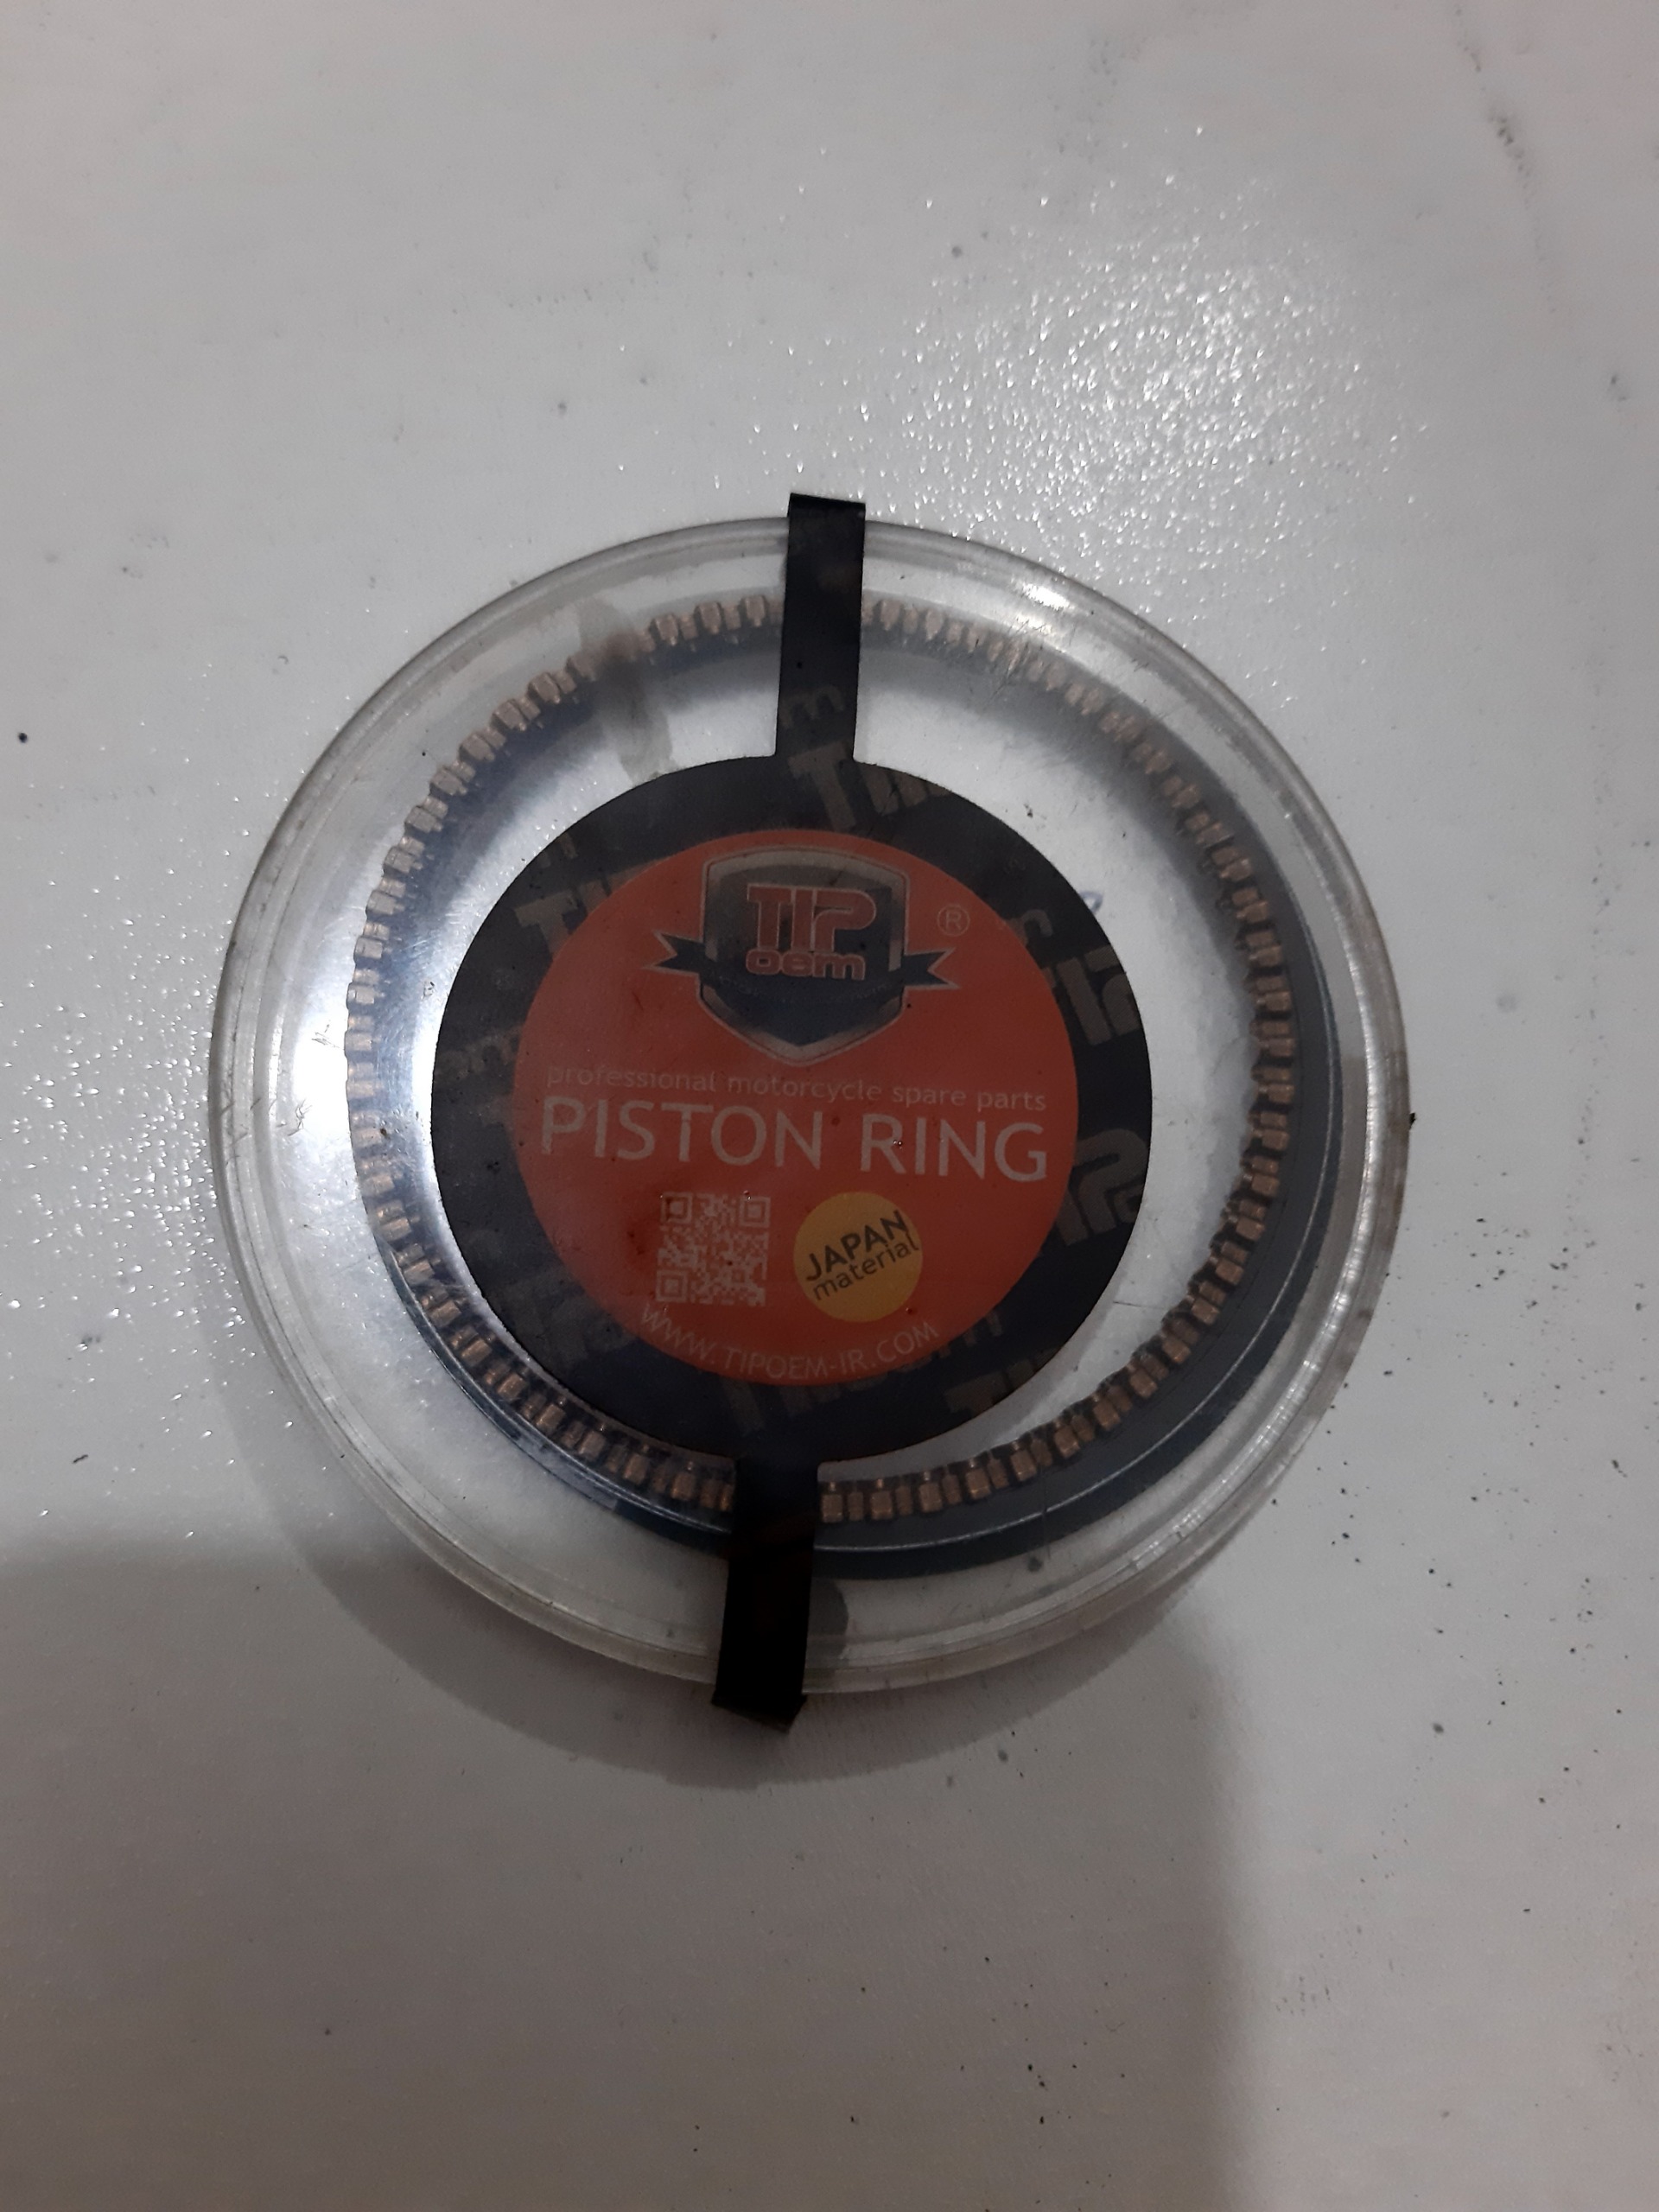 TIP
oem
®
professional motorcycle spare parts
PISTON RING
JAPAN
material
WWW.TIPOEM-IR.COM